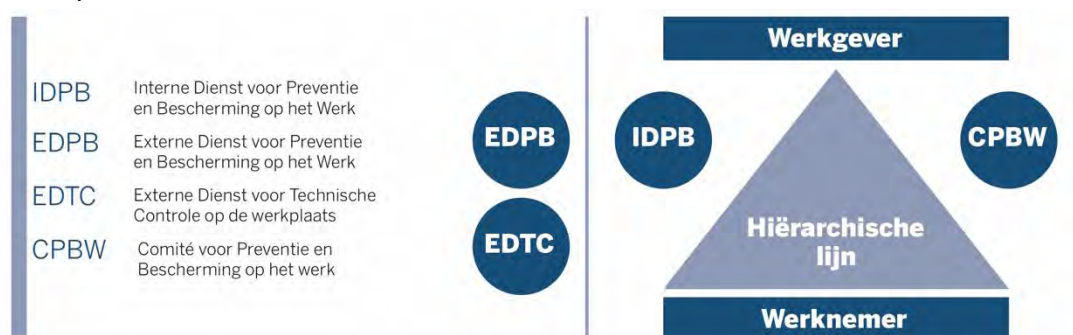 IDPB
Interne Dienst voor Preventie
en Bescherming op het Werk
EDPB
Externe Dienst voor Preventie
en Bescherming op het Werk
EDTC
Externe Dienst voor Technische
Controle op de werkplaats
CPBW
Comité voor Preventie en
Bescherming op het werk
EDPB
EDTC
Werkgever
IDPB
CPBW
Hiërarchische
lijn
Werknemer